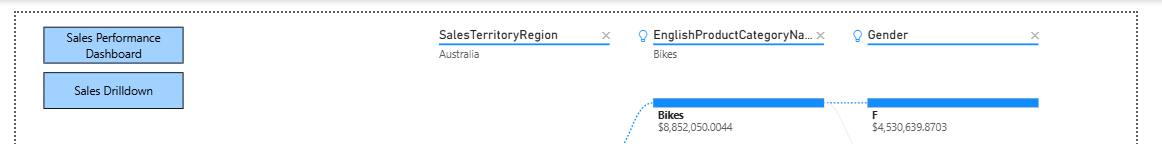 Sales Performance
Dashboard
Sales Drilldown
SalesTerritoryRegion
Australia
EnglishProductCategoryNa...
Bikes
Gender
Bikes
$8,852,050.0044
F
$4,530,639.8703